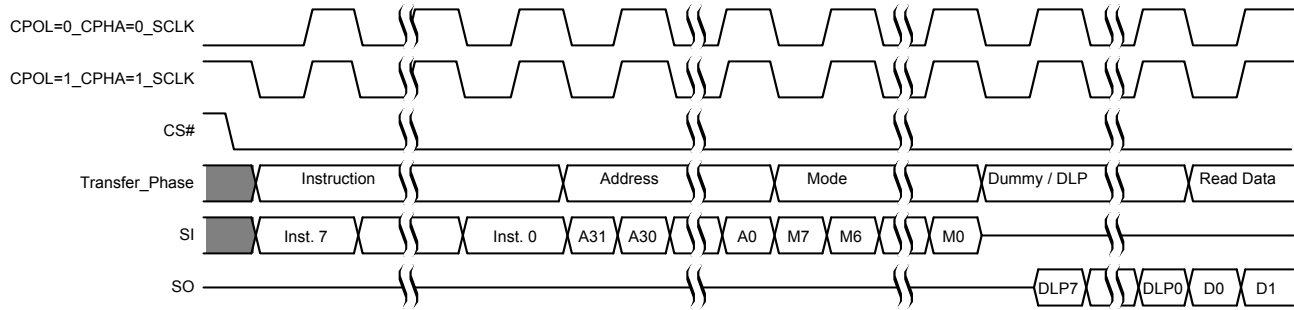 CPOL=0_CPHA=0_SCLK
CPOL=1_CPHA=1_SCLK
CS#
Transfer_Phase Instruction Address Mode Dummy / DLP Read Data
SI Inst. 7 Inst. 0 A31 A30 A0 M7 M6 M0
SO DLP7 DLP0 D0 D1